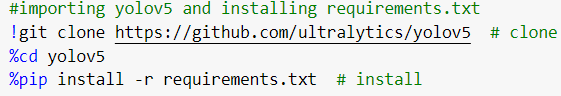 #importing yolov5 and installing requirements.txt
!git clone https://github.com/ultralytics/yolov5  # clone
%cd yolov5
%pip install -r requirements.txt  # install